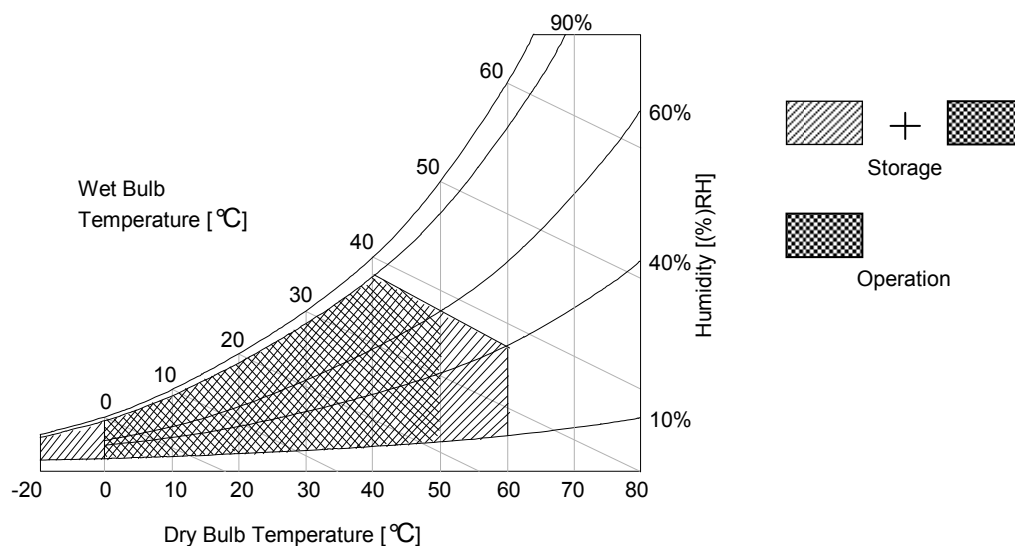 90%
60
60%
50
Wet Bulb
Temperature [℃]
Humidity [(%)RH]
Storage
40
40%
30
Operation
20
10
0
10%
-20 0 10 20 30 40 50 60 70 80
Dry Bulb Temperature [℃]